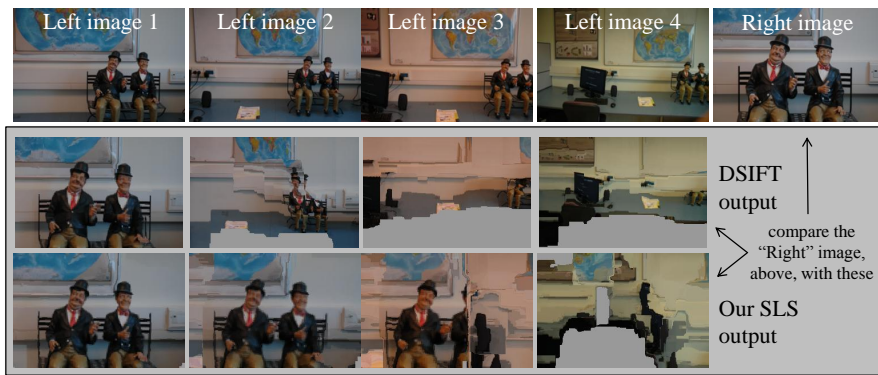 Left image 1
Left image 2
Left image 3
Left image 4
Right image
DSIFT
output
compare the
“Right” image,
above, with these
Our SLS
output